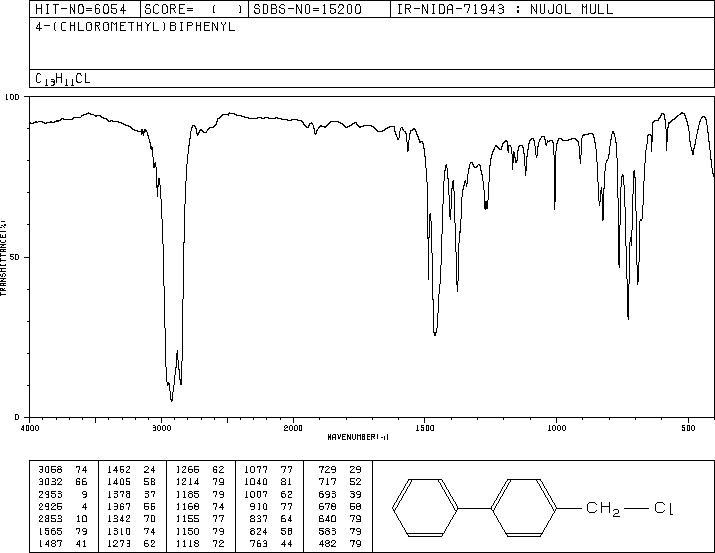 HIT-NO=6054 SCORE= ( ) SDBS-NO=15200 IR-NIDA-71943 : NUJOL MULL
4-(CHLOROMETHYL)BIPHENYL
C13H11CL
100
50
0
TRANSMITTANCE(%)
4000 3000 2000 1500 1000 500
WAVENUMBER(-1)
3068 74 1462 24 1266 62 1077 77 729 29
3032 66 1405 58 1214 79 1040 81 717 52
2953 9 1378 37 1185 79 1007 62 693 39
2925 4 1367 55 1168 74 910 77 678 58
2853 10 1342 70 1155 77 837 64 640 79
1565 79 1310 74 1150 79 824 58 583 79
1487 41 1273 62 1118 72 763 44 482 79
CH2 Cl